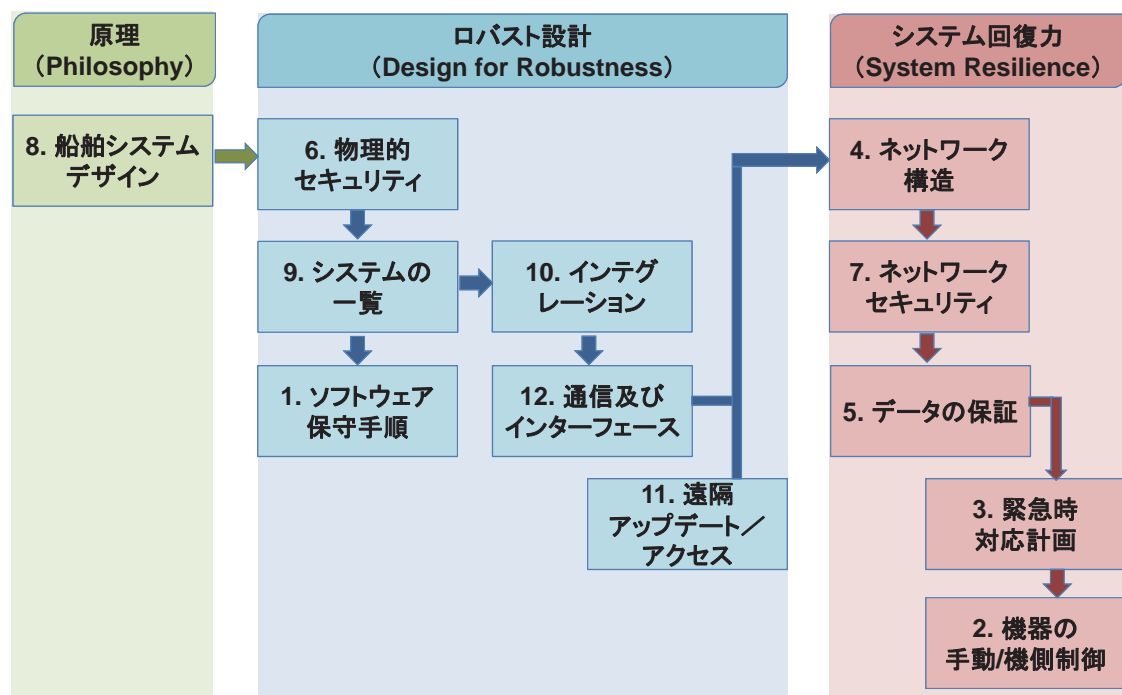 原理
（Philosophy）
ロバスト設計
（Design for Robustness）
システム回復力
（System Resilience）
8. 船舶システム
デザイン
6. 物理的
セキュリティ
9. システムの
一覧
1. ソフトウェア
保守手順
10. インテグ
レーション
12. 通信及び
インターフェース
11. 遠隔
アップデート／
アクセス
4. ネットワーク
構造
7. ネットワーク
セキュリティ
5. データの保証
3. 緊急時
対応計画
2. 機器の
手動/機側制御